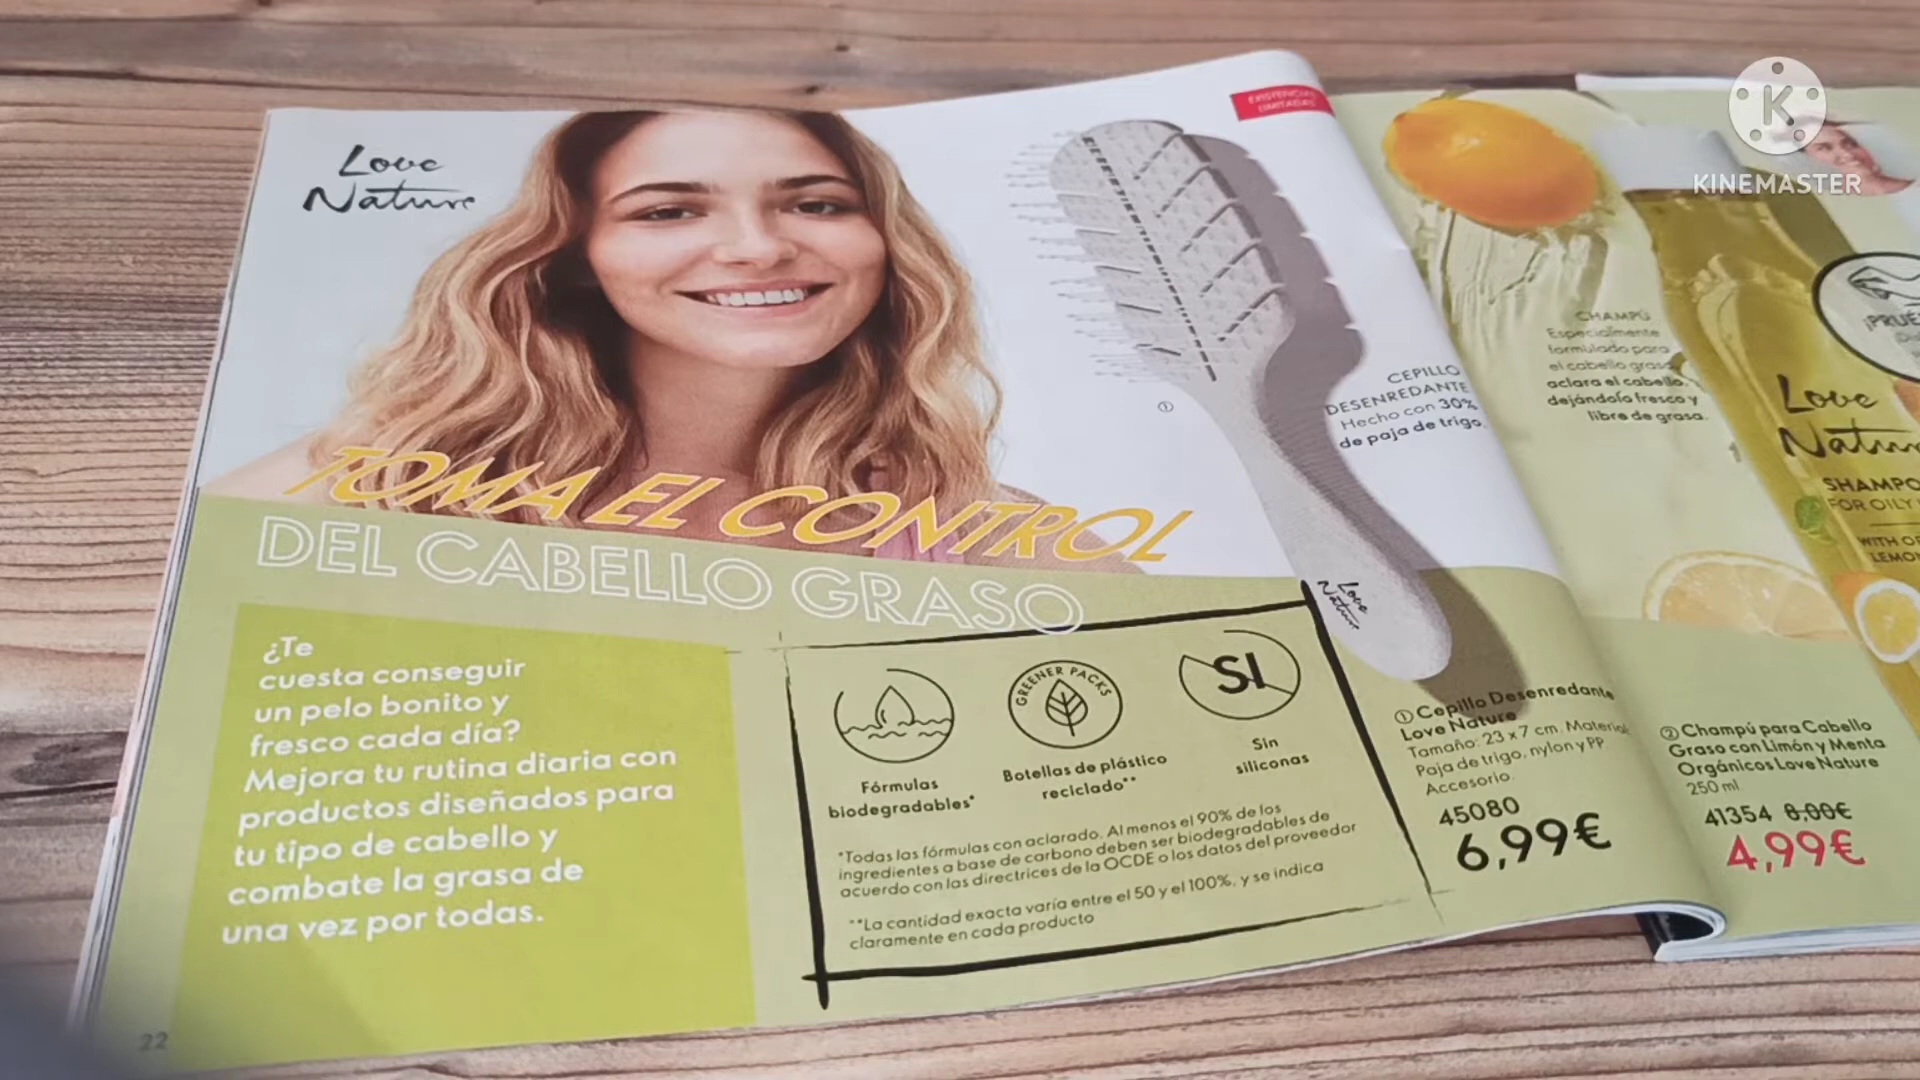 Love
Nature
EXISTENCIAS
LIMITADAS
KINEMASTER
CEPILLO
DESENREDANTE
Hecho con 30%
de paja de trigo.
①
TOMA EL CONTROL
DEL CABELLO GRASO
¿Te
cuesta conseguir
un pelo bonito y
fresco cada día?
Mejora tu rutina diaria con
productos diseñados para
tu tipo de cabello y
combate la grasa de
una vez por todas.
GREENER PACKS
SI
Fórmulas
biodegradables*
Botellas de plástico
reciclado**
Sin
siliconas
*Todas las fórmulas con aclarado. Al menos el 90% de los
ingredientes a base de carbono deben ser biodegradables de
acuerdo con las directrices de la OCDE o los datos del proveedor
**La cantidad exacta varía entre el 50 y el 100%, y se indica
claramente en cada producto
Love
Nature
① Cepillo Desenredante
Love Nature
Tamaño: 23 x 7 cm. Material:
Paja de trigo, nylon y PP.
Accesorio.
45080
6,99€
22
CHAMPÚ
Especialmente
formulado para
el cabello graso,
aclara el cabello,
dejándolo fresco y
libre de grasa.
Love
Natur
SHAMPO
FOR OILY
WITH OR
LEMON
② Champú para Cabello
Graso con Limón y Menta
Orgánicos Love Nature
250 ml
41354 8,00€
4,99€